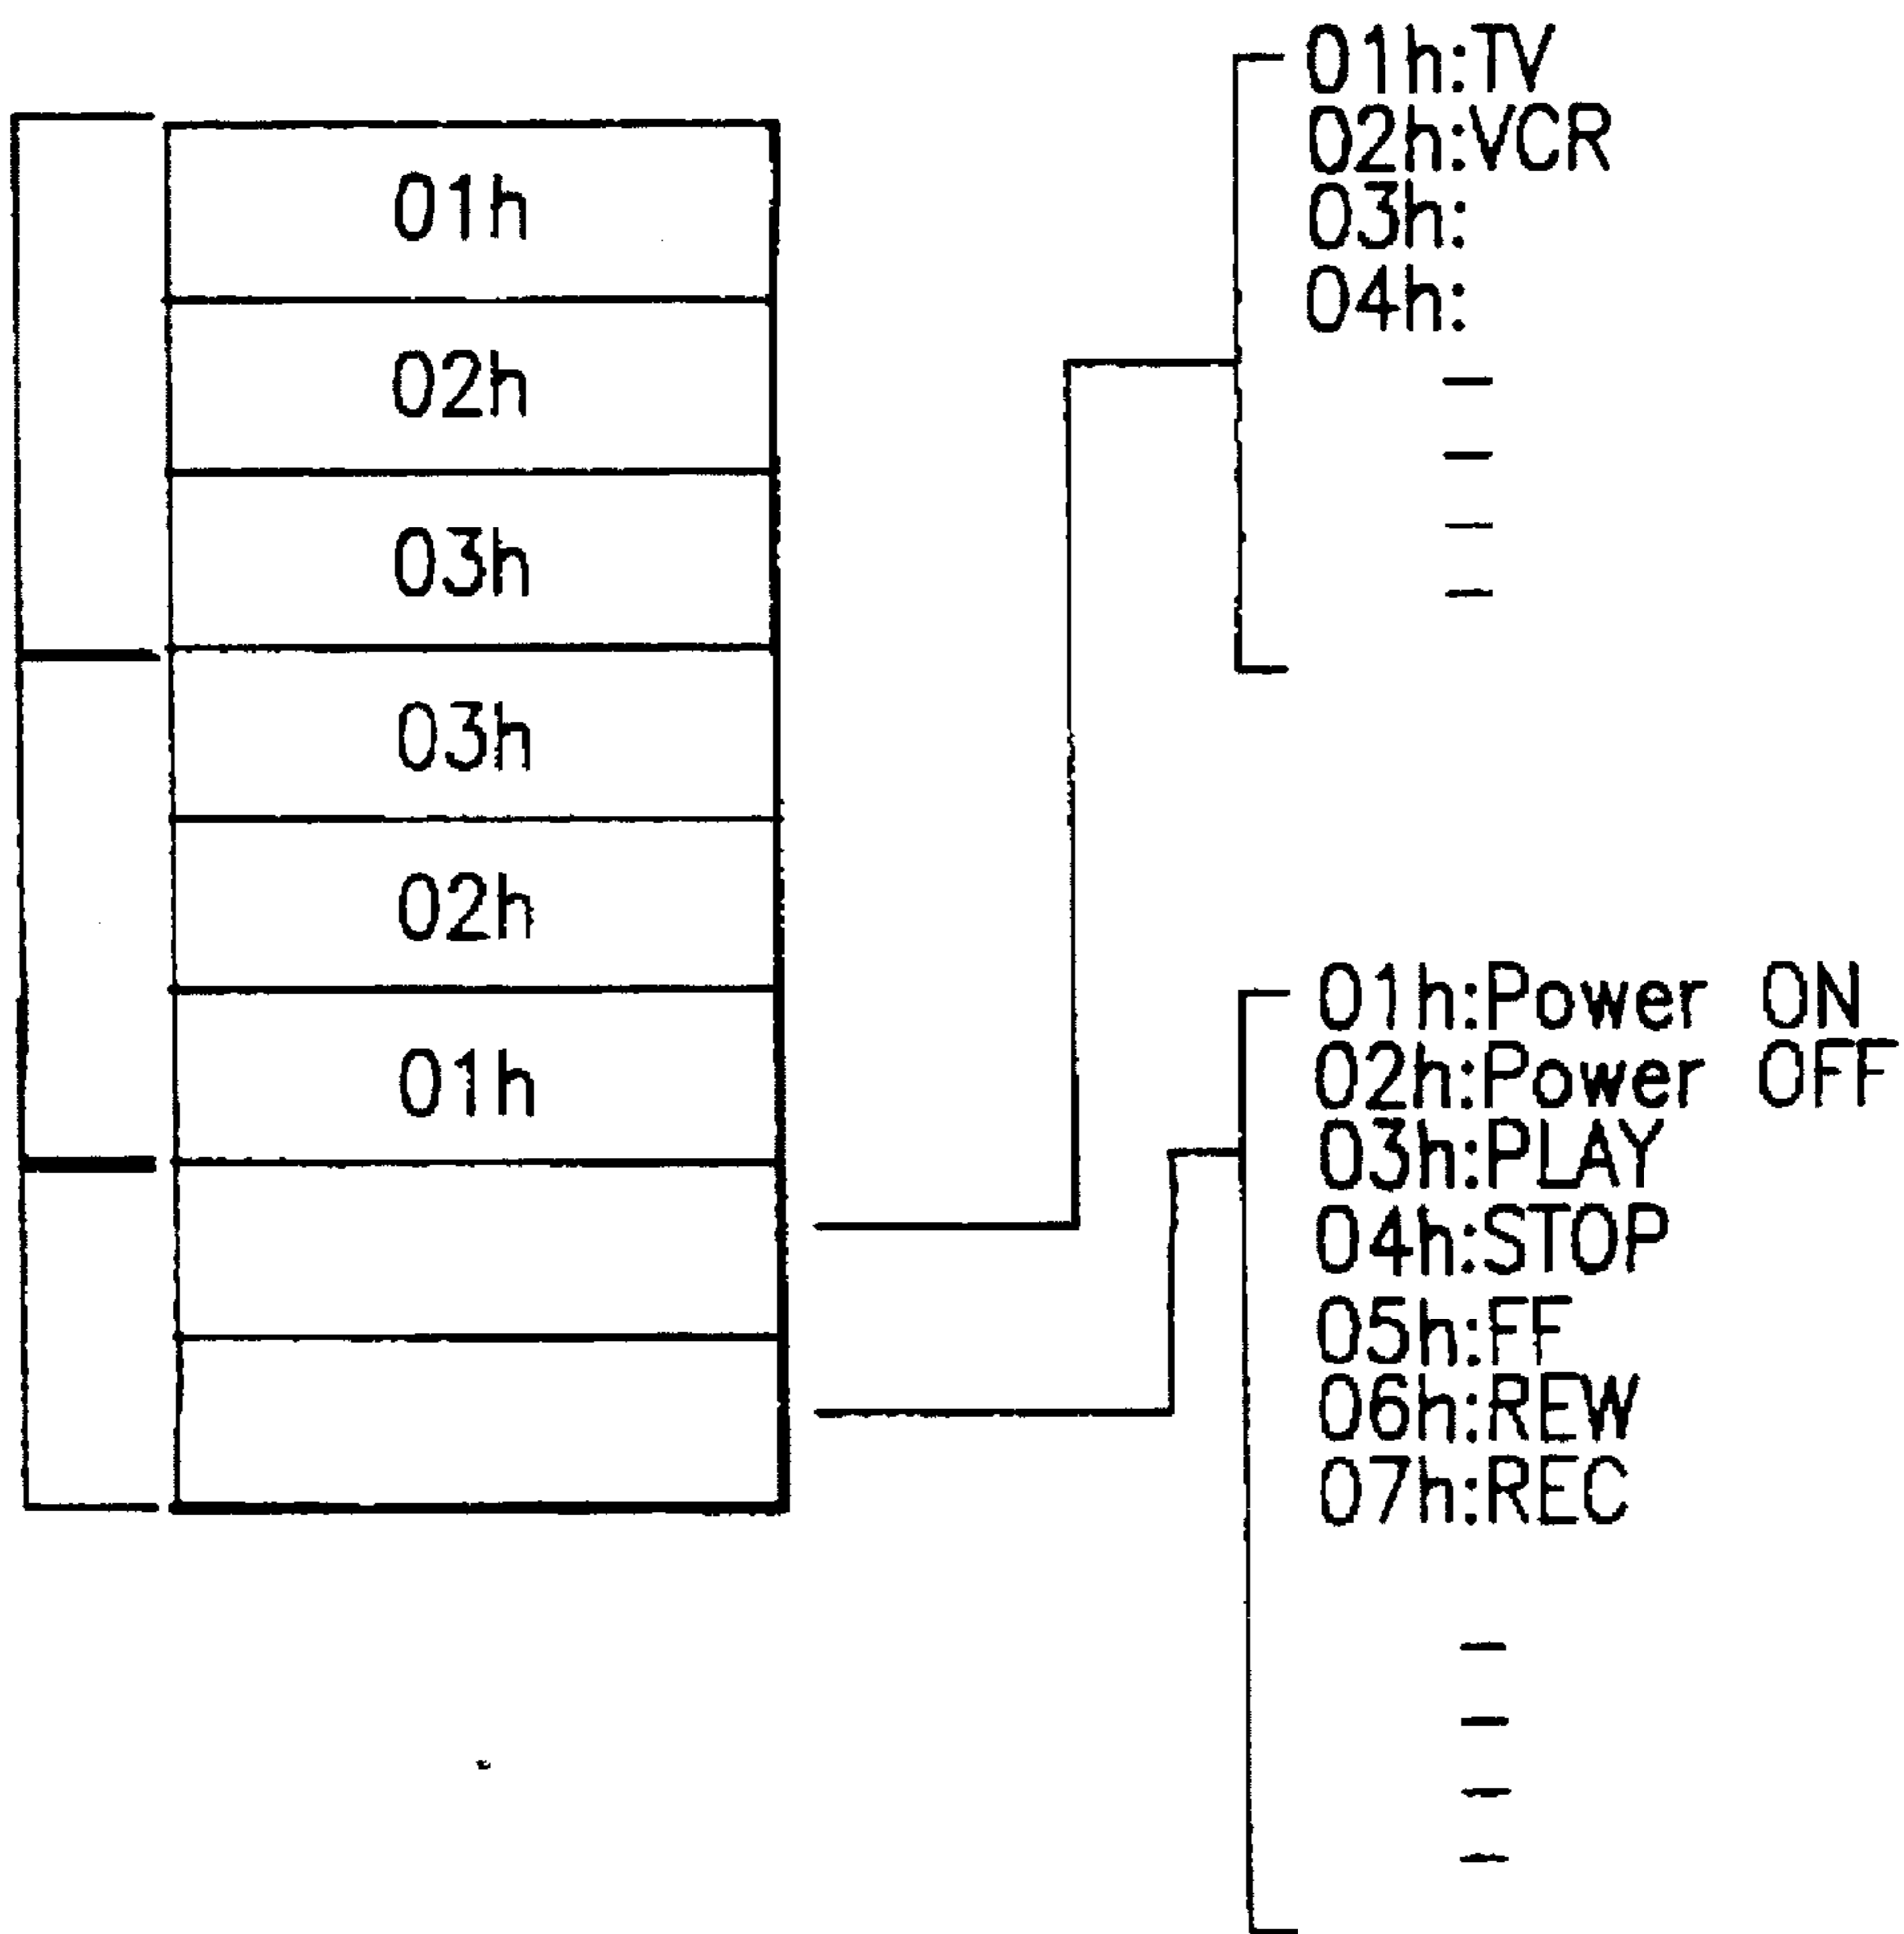 01h
02h
03h
03h
02h
01h
01h:TV
02h:VCR
03h:
04h:
01h:Power ON
02h:Power OFF
03h:PLAY
04h:STOP
05h:FF
06h:REW
07h:REC